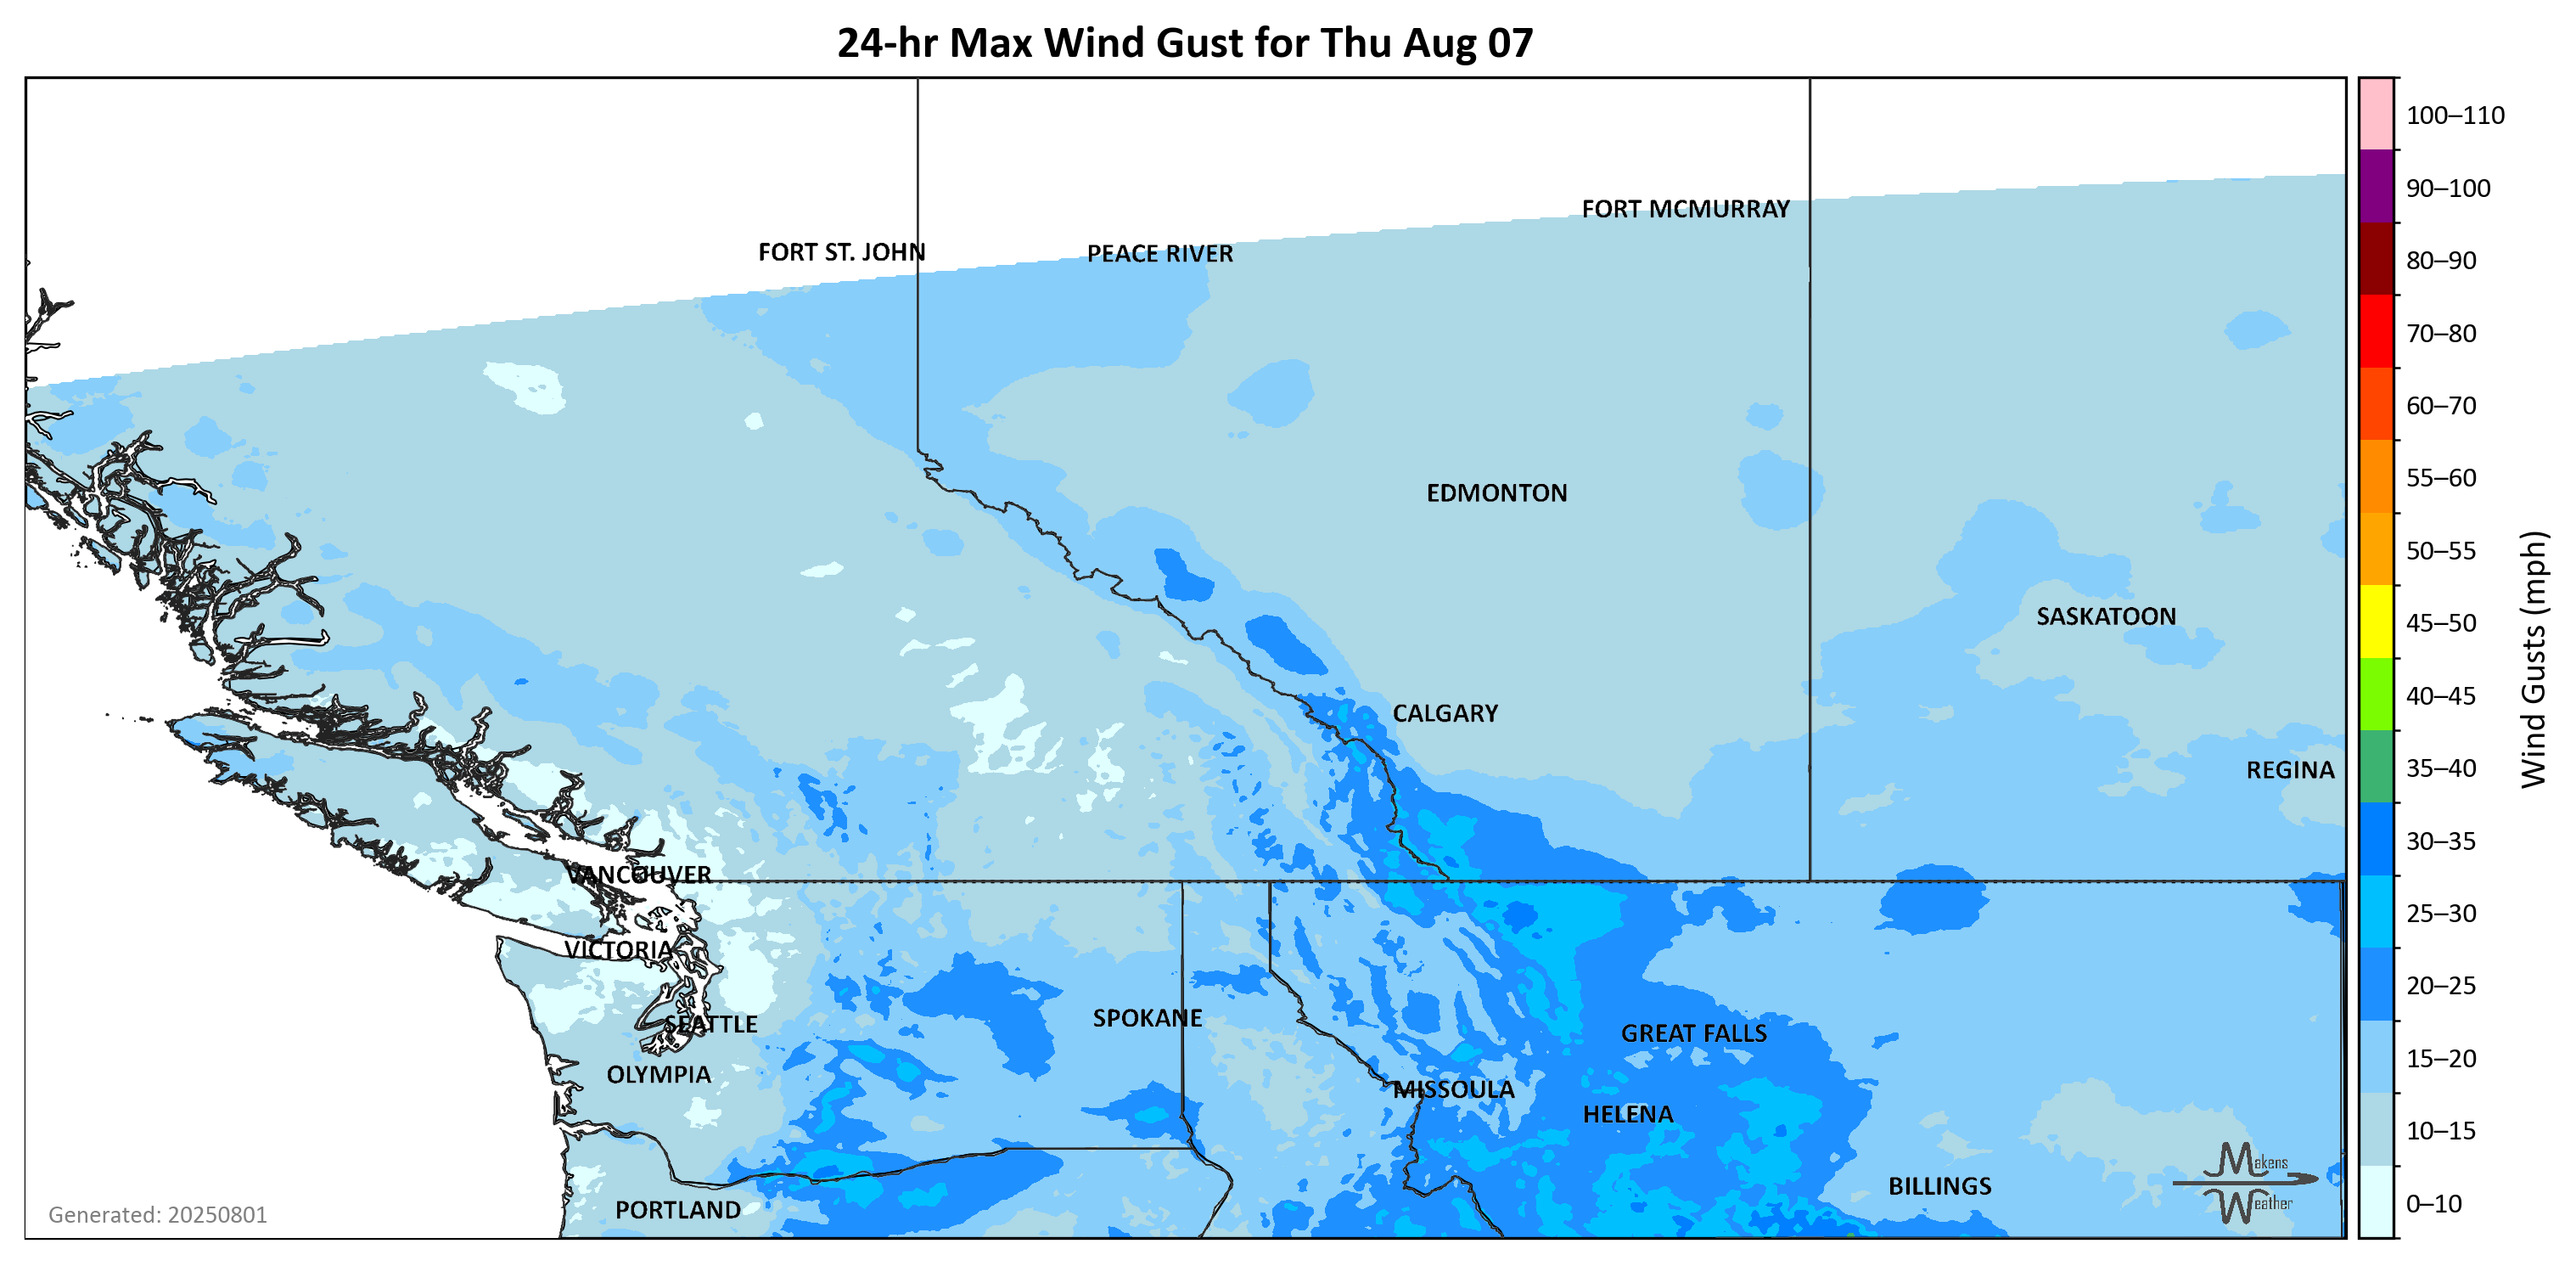 24-hr Max Wind Gust for Thu Aug 07
100–110
90–100
80–90
70–80
60–70
55–60
50–55
45–50
40–45
35–40
30–35
25–30
20–25
15–20
10–15
0–10
Wind Gusts (mph)
FORT MCMURRAY
FORT ST. JOHN
PEACE RIVER
EDMONTON
SASKATOON
CALGARY
REGINA
VANCOUVER
VICTORIA
SEATTLE
SPOKANE
GREAT FALLS
OLYMPIA
MISSOULA
HELENA
BILLINGS
PORTLAND
Makens
Weather
Generated: 20250801